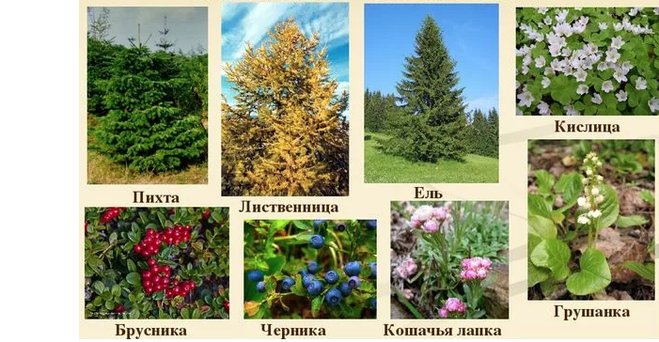 Пихта
Лиственница
Ель
Кислица
Брусника
Черника
Кошачья лапка
Грушанка